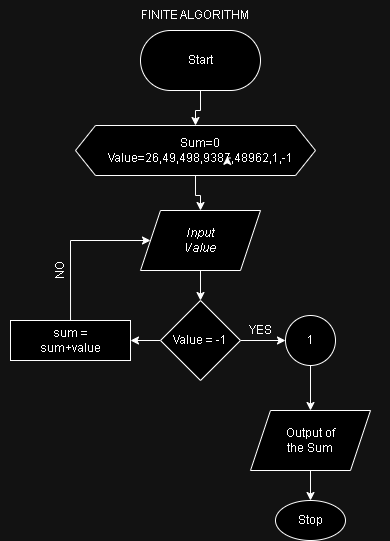 FINITE ALGORITHM
Start
Sum=0
Value=26,49,498,9387,48962,1,-1
Input
Value
NO
Value = -1
YES
1
sum =
sum+value
Output of
the Sum
Stop